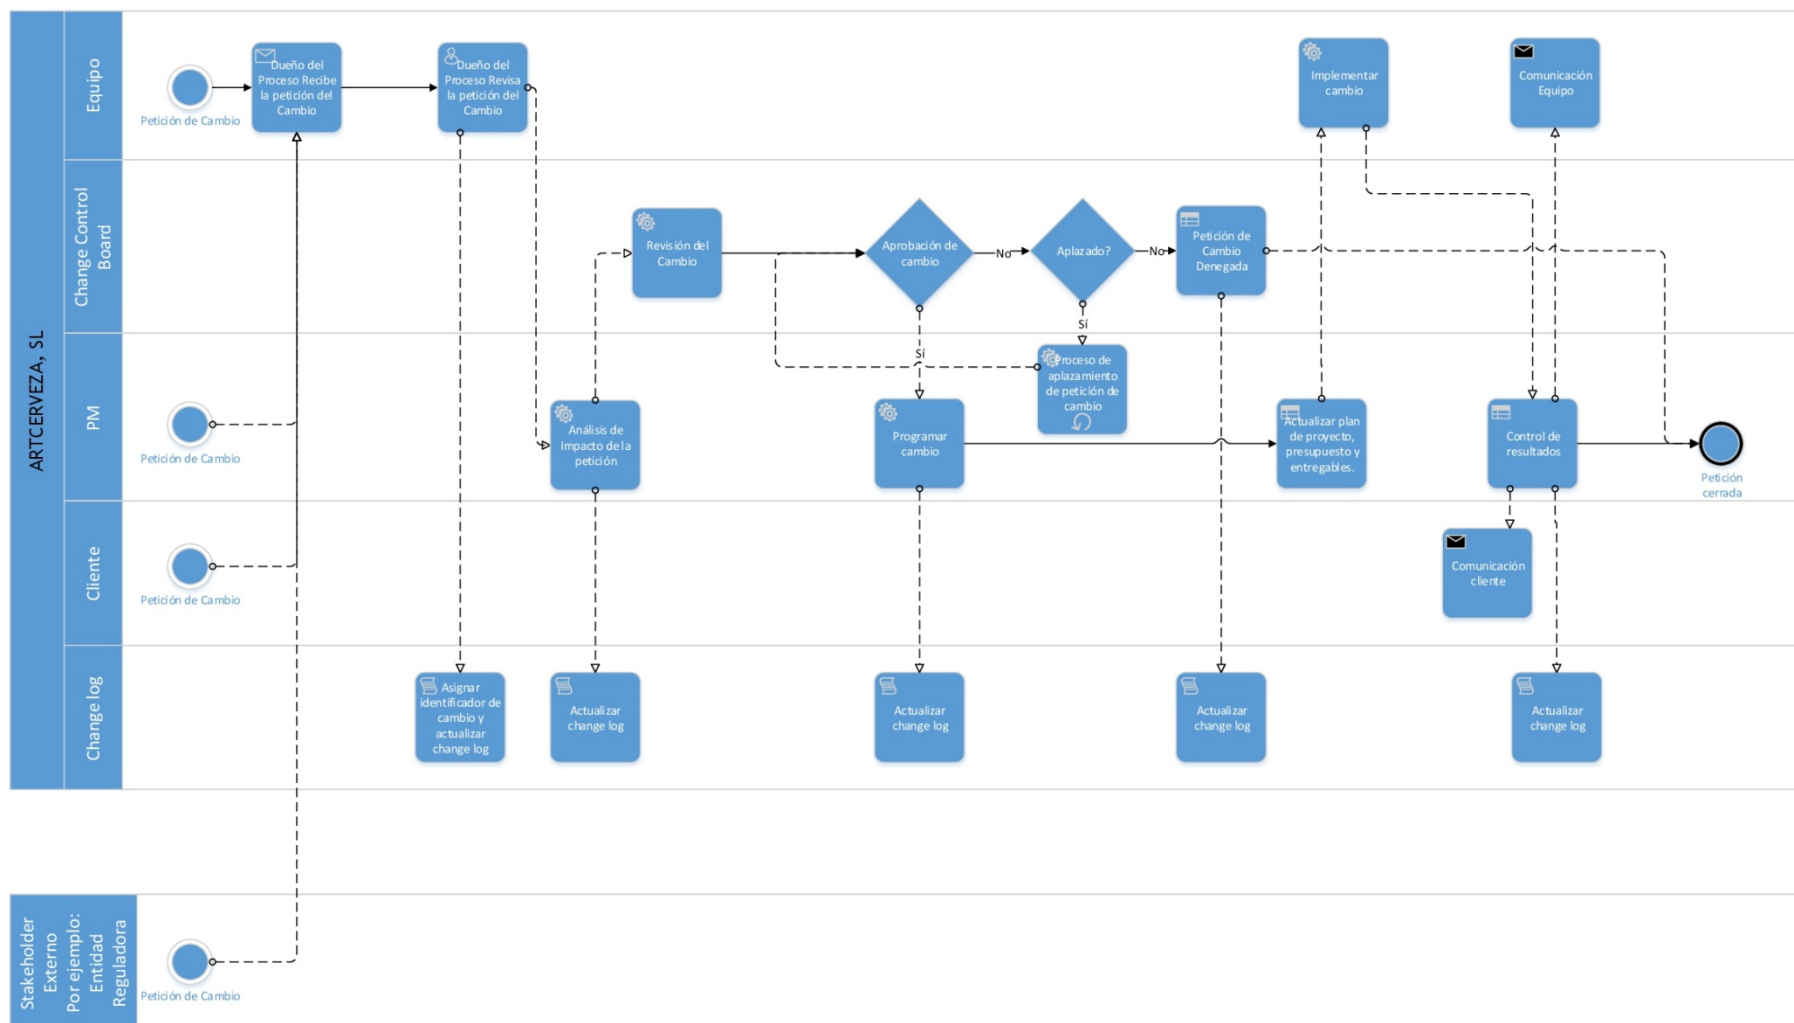 ARTCERVEZA, SL
Equipo
Petición de Cambio
Dueño del
Proceso Recibe
la petición del
Cambio
Dueño del
Proceso Revisa
la petición del
Cambio
Implementar
cambio
Comunicación
Equipo
Change Control
Board
Revisión del
Cambio
Aprobación de
cambio
No
Aplazado?
No
Petición de
Cambio
Denegada
Sí
Sí
PM
Petición de Cambio
Análisis de
Impacto de la
petición
Programar
cambio
Proceso de
aplazamiento
de petición de
cambio
Actualizar plan
de proyecto,
presupuesto y
entregables.
Control de
resultados
Petición
cerrada
Cliente
Petición de Cambio
Comunicación
cliente
Change log
Asignar
identificador de
cambio y
actualizar
change log
Actualizar
change log
Actualizar
change log
Actualizar
change log
Actualizar
change log
Stakeholder
Externo
Por ejemplo:
Entidad
Reguladora
Petición de Cambio